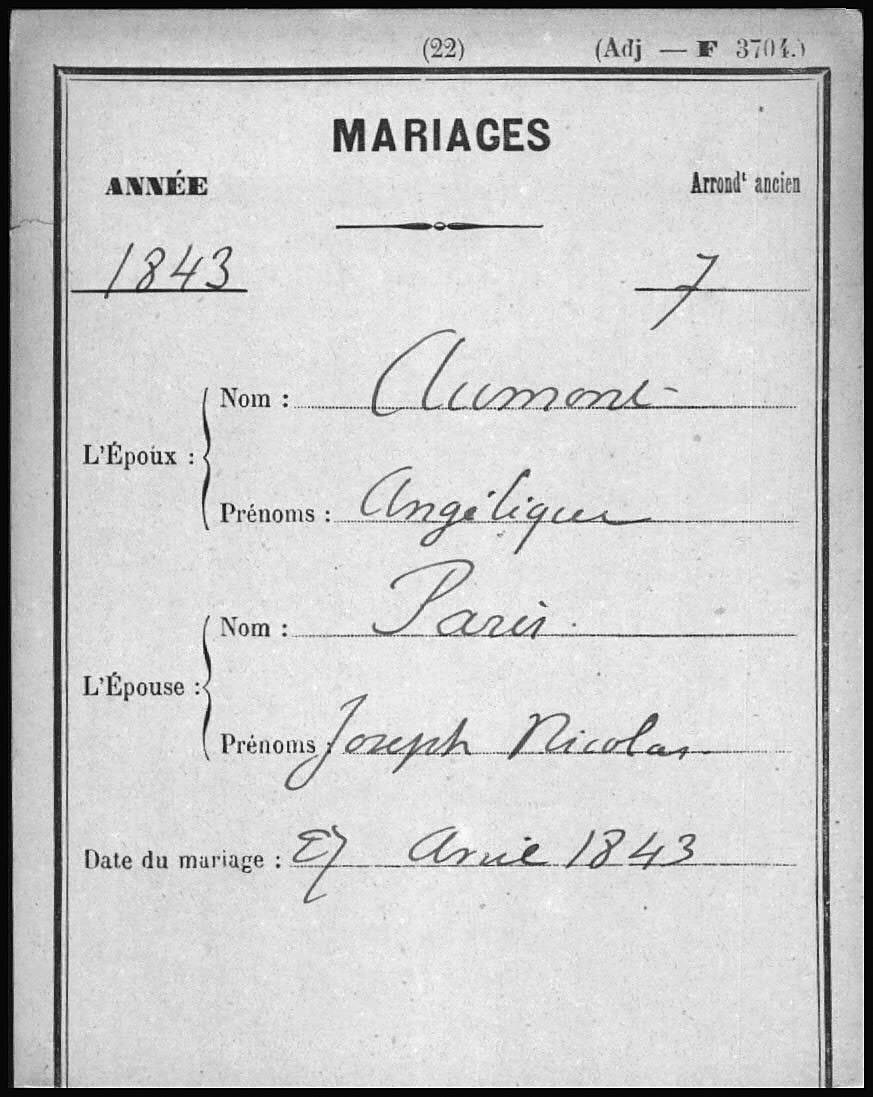 (22) (Adj — F 3704.)
MARIAGES
ANNÉE Arrondt ancien
1843 7
L'Époux :
Nom : Aumont
Prénoms : Angélique
L'Épouse :
Nom : Paris
Prénoms : Joseph Nicolas
Date du mariage : 27 Avril 1843